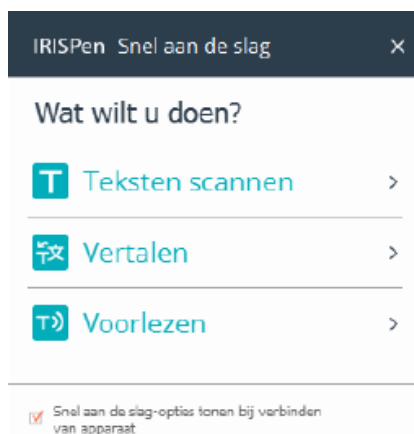 IRISPen Snel aan de slag
Wat wilt u doen?
Teksten scannen
Vertalen
Voorlezen
Snel aan de slag-opties tonen bij verbinden
van apparaat